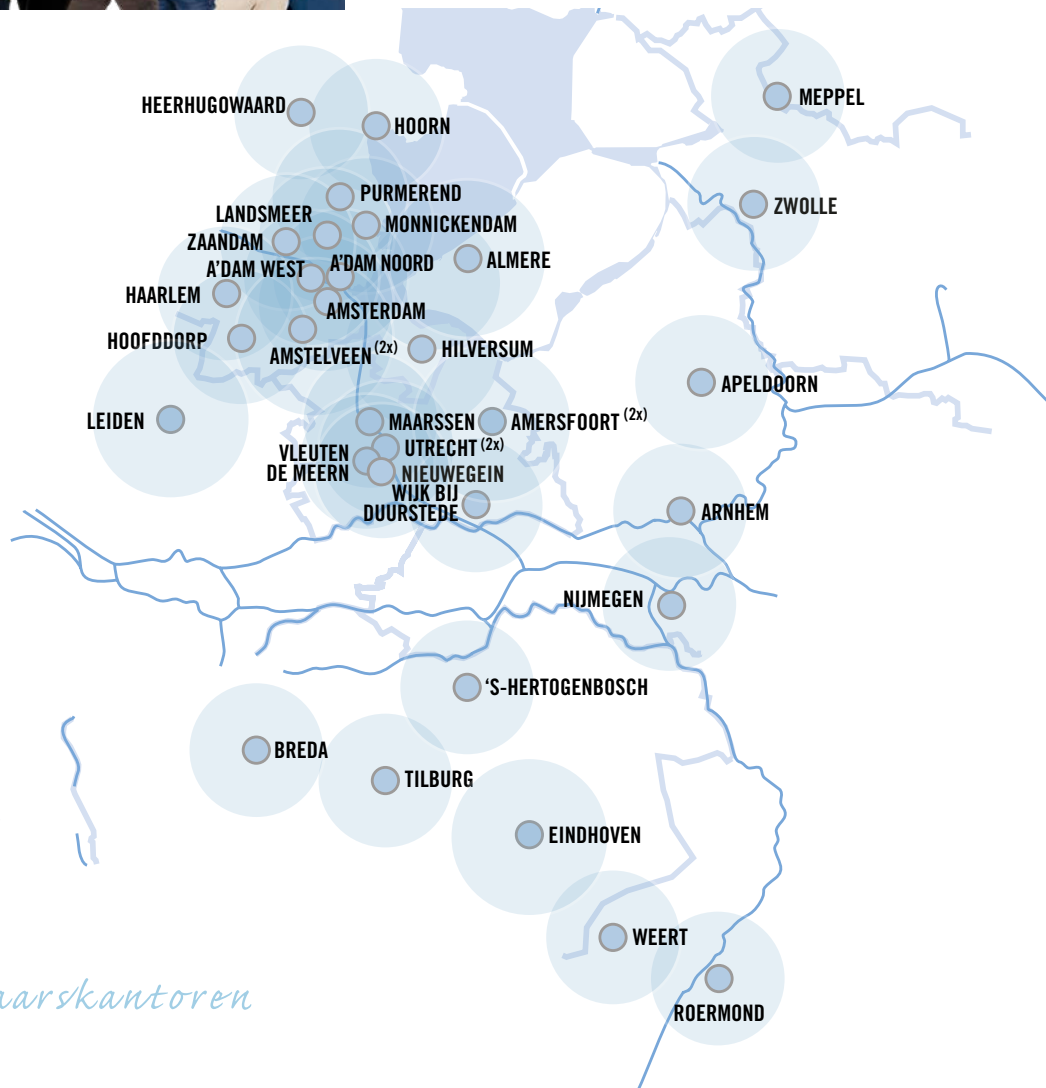 HEERHUGOWAARD
HOORN
MEPPEL
PURMEREND
ZWOLLE
LANDSMEER
MONNICKENDAM
ZAANDAM
A'DAM WEST
A'DAM NOORD
ALMERE
HAARLEM
AMSTERDAM
HOOFDDORP
AMSTELVEEN (2x)
HILVERSUM
APELDOORN
LEIDEN
MAARSSEN
AMERSFOORT (2x)
UTRECHT (2x)
VLEUTEN
DE MEERN
NIEUWEGEIN
WIJK BIJ
DUURSTEDE
ARNHEM
NIJMEGEN
‘S-HERTOGENBOSCH
BREDA
TILBURG
EINDHOVEN
WEERT
ROERMOND